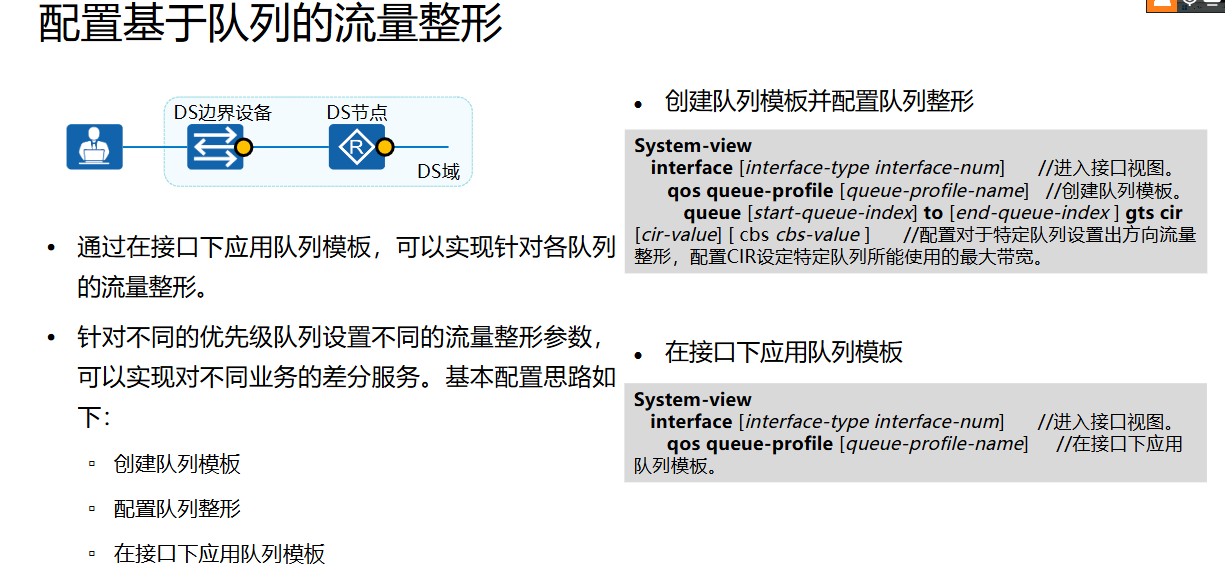 配置基于队列的流量整形
DS边界设备
DS节点
R
DS域
• 通过在接口下应用队列模板，可以实现针对各队列
的流量整形。
• 针对不同的优先级队列设置不同的流量整形参数，
可以实现对不同业务的差分服务。基本配置思路如
下：
▫ 创建队列模板
▫ 配置队列整形
▫ 在接口下应用队列模板
• 创建队列模板并配置队列整形
System-view
interface [interface-type interface-num] //进入接口视图。
qos queue-profile [queue-profile-name] //创建队列模板。
queue [start-queue-index] to [end-queue-index ] gts cir
[cir-value] [ cbs cbs-value ] //配置对于特定队列设置出方向流量
整形，配置CIR设定特定队列所能使用的最大带宽。
• 在接口下应用队列模板
System-view
interface [interface-type interface-num] //进入接口视图。
qos queue-profile [queue-profile-name] //在接口下应用
队列模板。